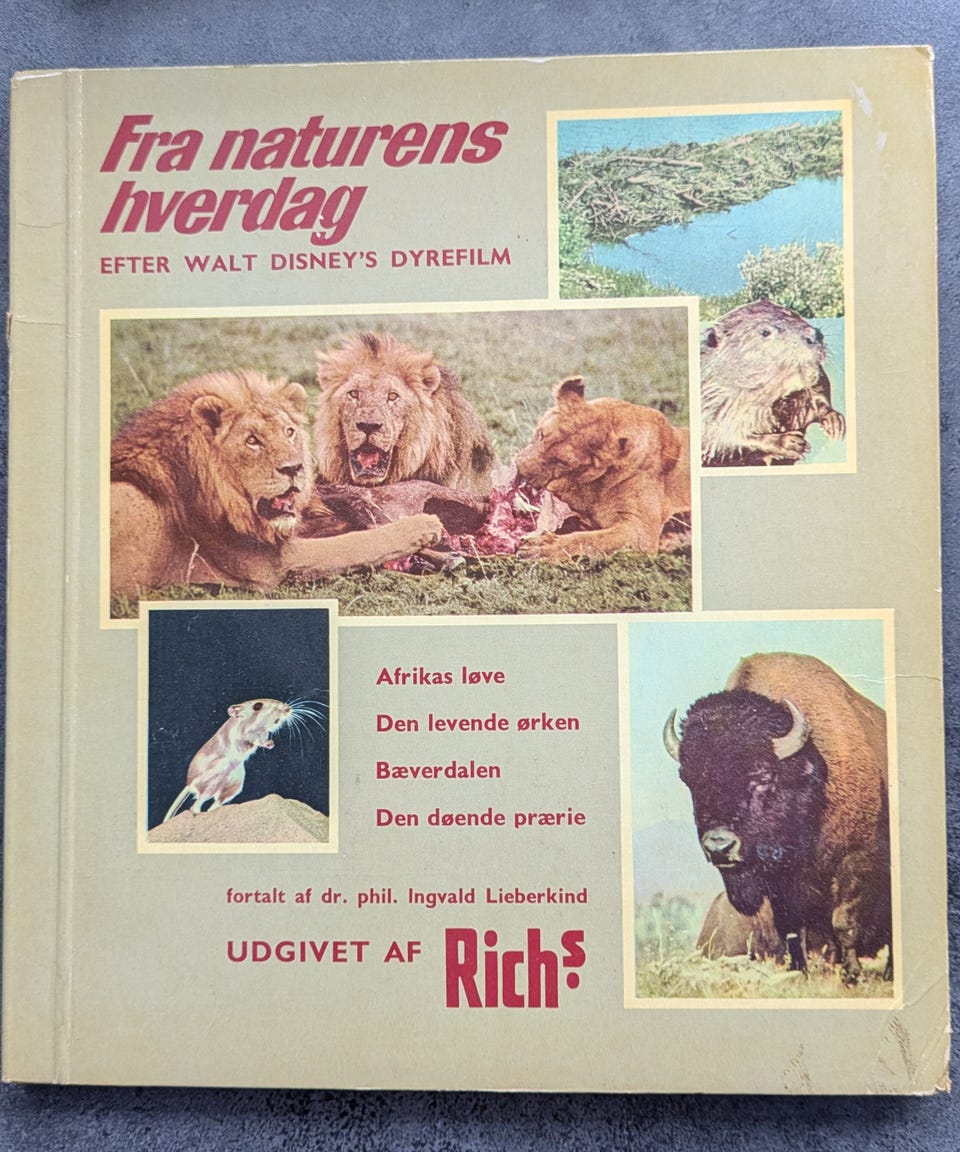 Fra naturens
hverdag
EFTER WALT DISNEY'S DYREFILM
Afrikas løve
Den levende ørken
Bæverdalen
Den døende prærie
fortalt af dr. phil. Ingvald Lieberkind
UDGIVET AF Richs